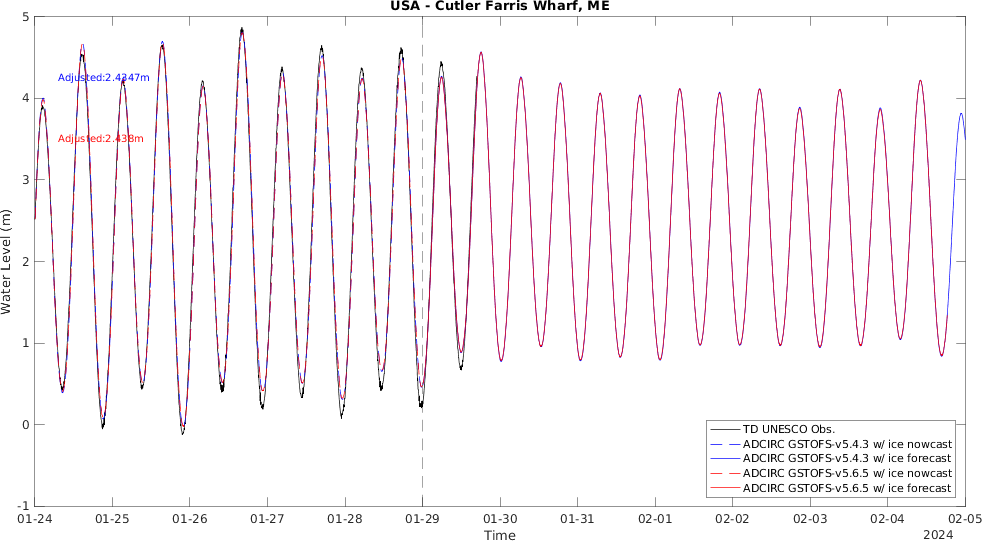 USA - Cutler Farris Wharf, ME
5
4
3
2
1
0
-1
Water Level (m)
Adjusted:2.4347m
Adjusted:2.438m
TD UNESCO Obs.
ADCIRC GSTOFS-v5.4.3 w/ ice nowcast
ADCIRC GSTOFS-v5.4.3 w/ ice forecast
ADCIRC GSTOFS-v5.6.5 w/ ice nowcast
ADCIRC GSTOFS-v5.6.5 w/ ice forecast
01-24 01-25 01-26 01-27 01-28 01-29 01-30 01-31 02-01 02-02 02-03 02-04 02-05
Time
2024